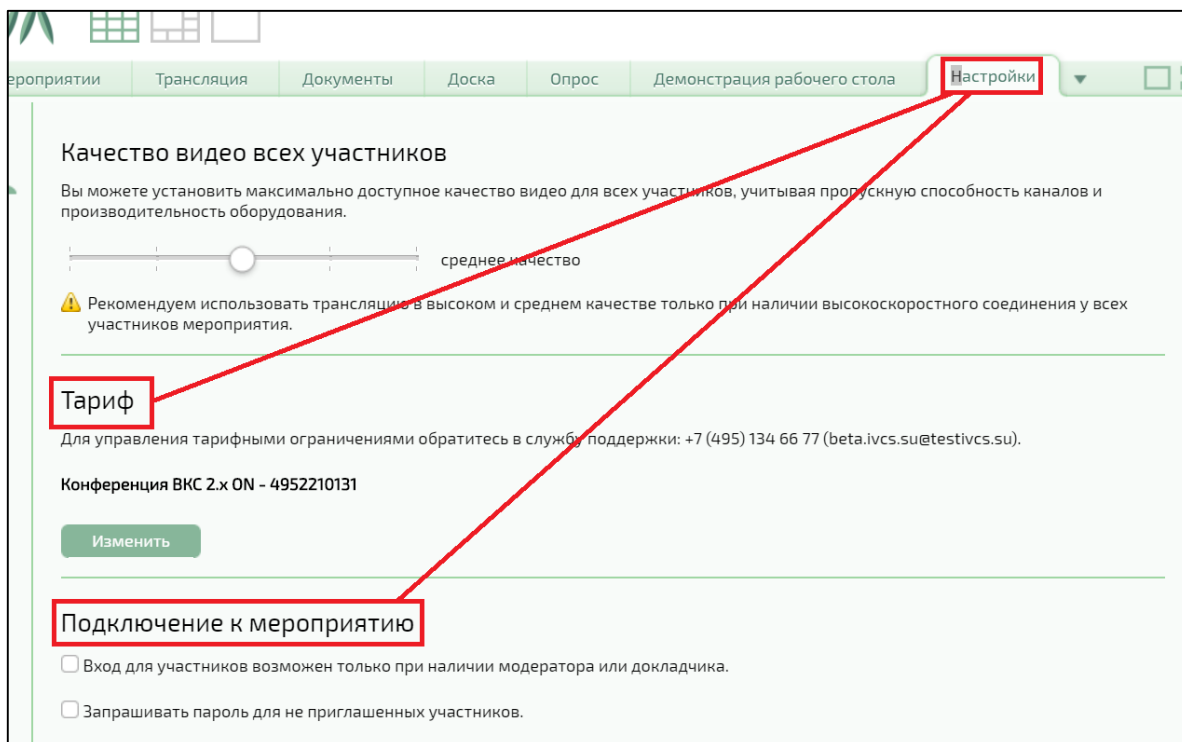 ероприятии Трансляция Документы Доска Опрос Демонстрация рабочего стола Настройки
Качество видео всех участников
Вы можете установить максимально доступное качество видео для всех участников, учитывая пропускную способность каналов и
производительность оборудования.
среднее качество
Рекомендуем использовать трансляцию в высоком и среднем качестве только при наличии высокоскоростного соединения у всех
участников мероприятия.
Тариф
Для управления тарифными ограничениями обратитесь в службу поддержки: +7 (495) 134 66 77 (beta.ivcs.su@testivcs.su).
Конференция ВКС 2.x ON - 4952210131
Изменить
Подключение к мероприятию
Вход для участников возможен только при наличии модератора или докладчика.
Запрашивать пароль для не приглашенных участников.